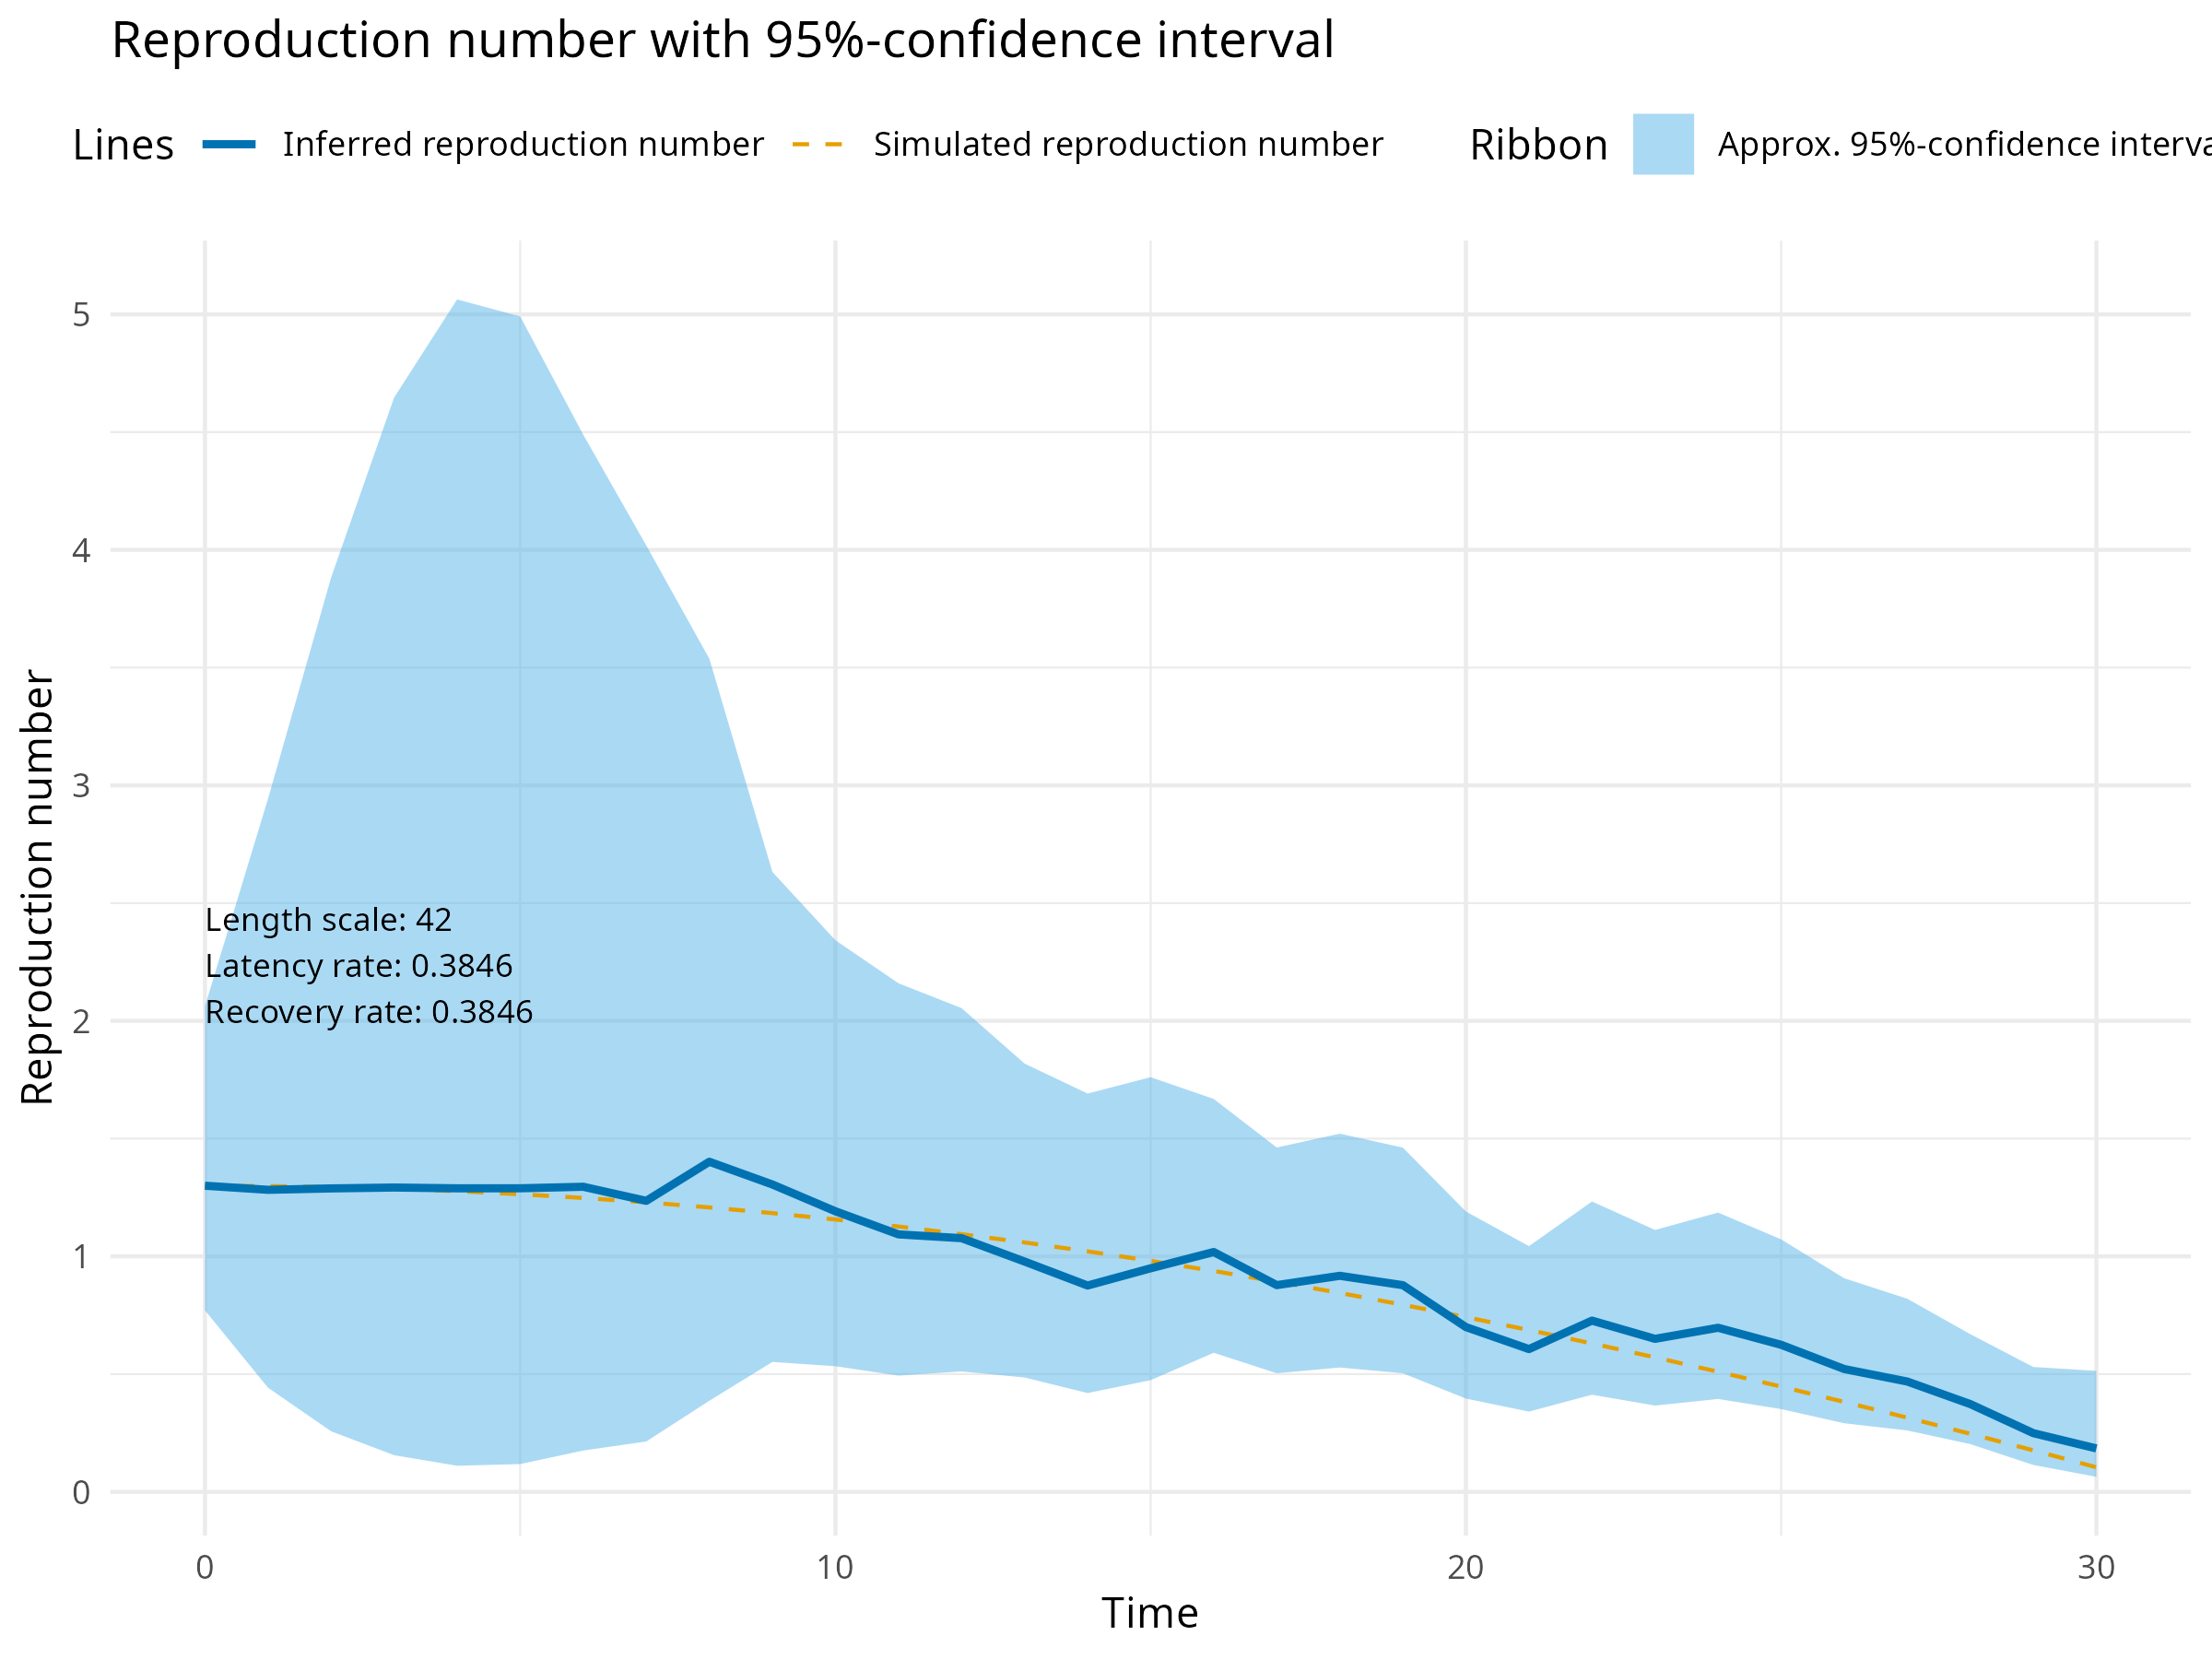 Reproduction number with 95%-confidence interval
Lines Inferred reproduction number Simulated reproduction number Ribbon Approx. 95%-confidence interva
Reproduction number
5
4
3
2
1
0
Length scale: 42
Latency rate: 0.3846
Recovery rate: 0.3846
0 10 20 30
Time